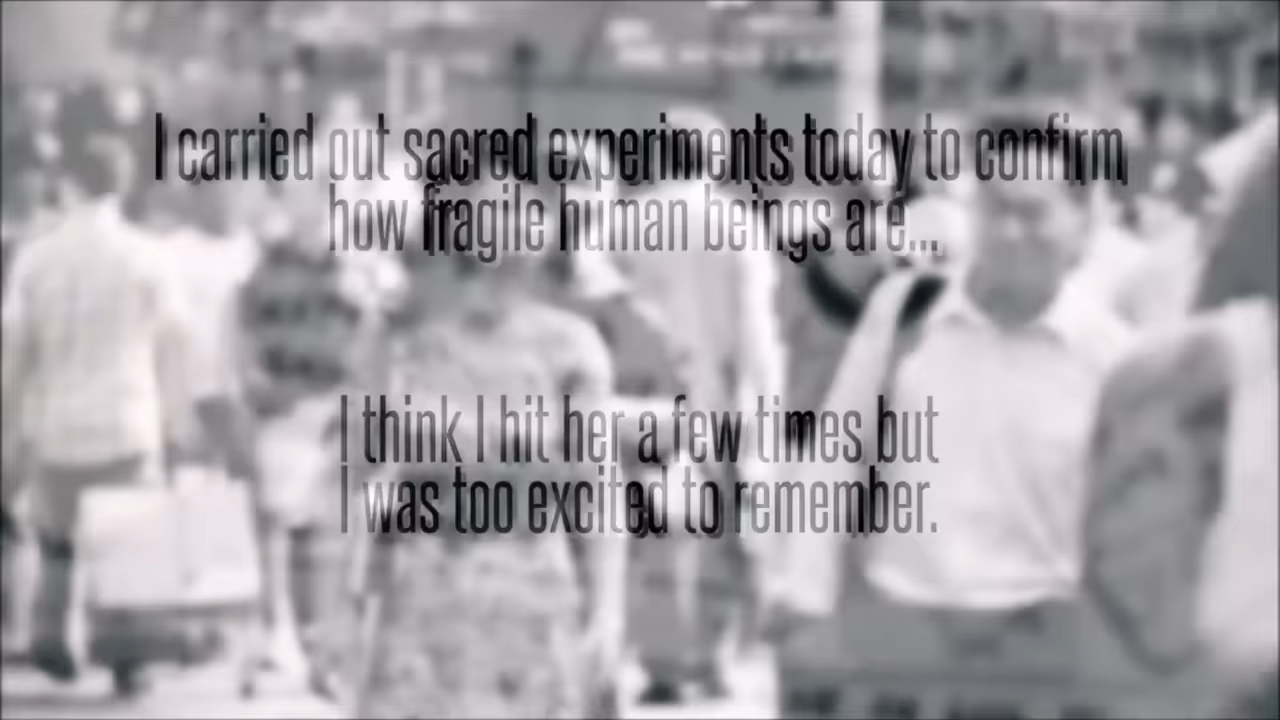 I carried out sacred experiments today to confirm
how fragile human beings are...
I think I hit her a few times but
I was too excited to remember.